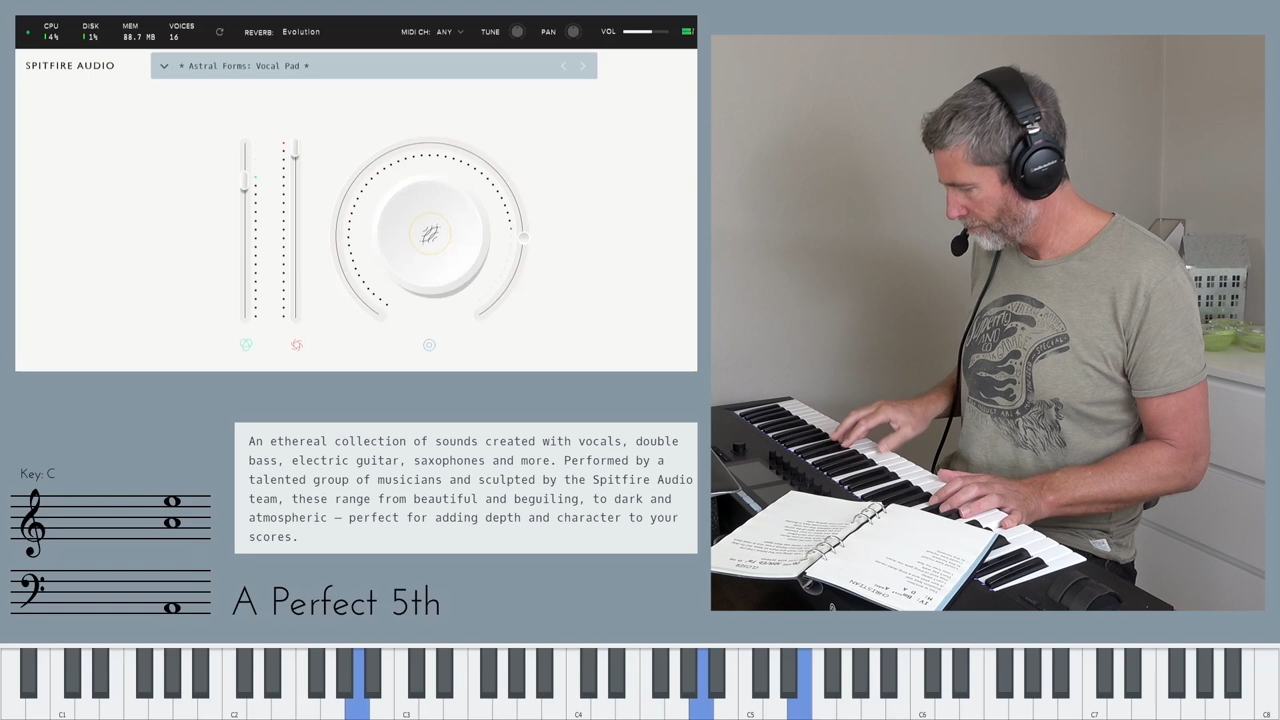 CPU DISK MEM VOICES
4% 1% 88.7 MB 16
REVERB: Evolution
MIDI CH: ANY
TUNE
PAN
VOL
SPITFIRE AUDIO
* Astral Forms: Vocal Pad *
An ethereal collection of sounds created with vocals, double
bass, electric guitar, saxophones and more. Performed by a
talented group of musicians and sculpted by the Spitfire Audio
team, these range from beautiful and beguiling, to dark and
atmospheric – perfect for adding depth and character to your
scores.
Key: C
A Perfect 5th
C1 C2 C3 C4 C5 C6 C7 C8